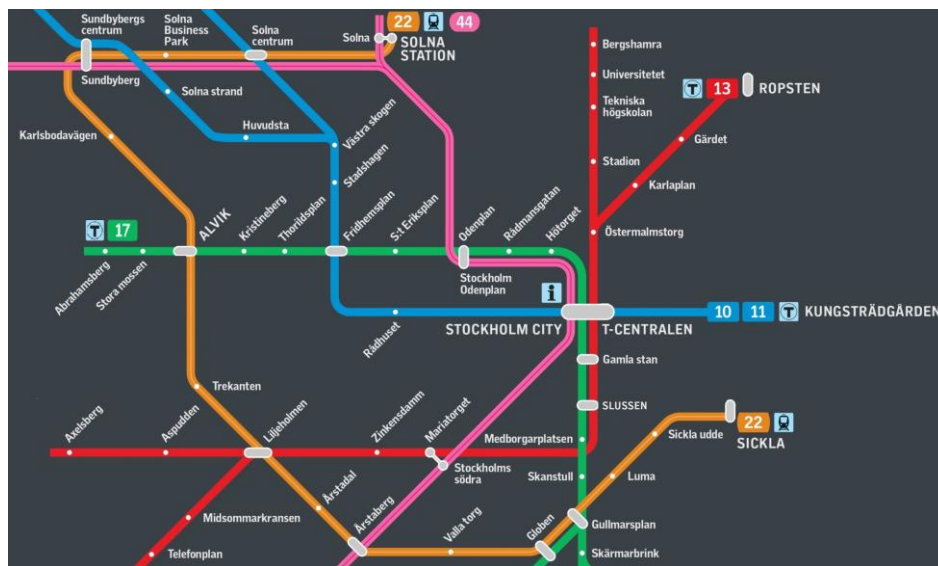 Sundbybergs
centrum
Solna
Business
Park
Solna
centrum
Solna
22
44
SOLNA
STATION
Sundbyberg
Solna strand
Huvudsta
Karlsbodavägen
Västra skogen
Stadshagen
Bergshamra
Universitetet
Tekniska
högskolan
T
13
ROPSTEN
Gärdet
Stadion
Karlaplan
Östermalmstorg
T
17
Abrahamsberg
Stora mossen
ALVIK
Kristineberg
Thorildsplan
Fridhemsplan
S:t Eriksplan
Odenplan
Rådmansgatan
Hötorget
Stockholm
Odenplan
i
Rådhuset
STOCKHOLM CITY
T-CENTRALEN
10
11
T
KUNGSTRÄDGÅRDEN
Gamla stan
SLUSSEN
Trekanten
Axelsberg
Aspudden
Liljeholmen
Zinkensdamm
Mariatorget
Medborgarplatsen
Stockholms
södra
Skanstull
22
SICKLA
Sickla udde
Luma
Gullmarsplan
Skärmarbrink
Midsommarkransen
Telefonplan
Årstadal
Årstaberg
Valla torg
Globen